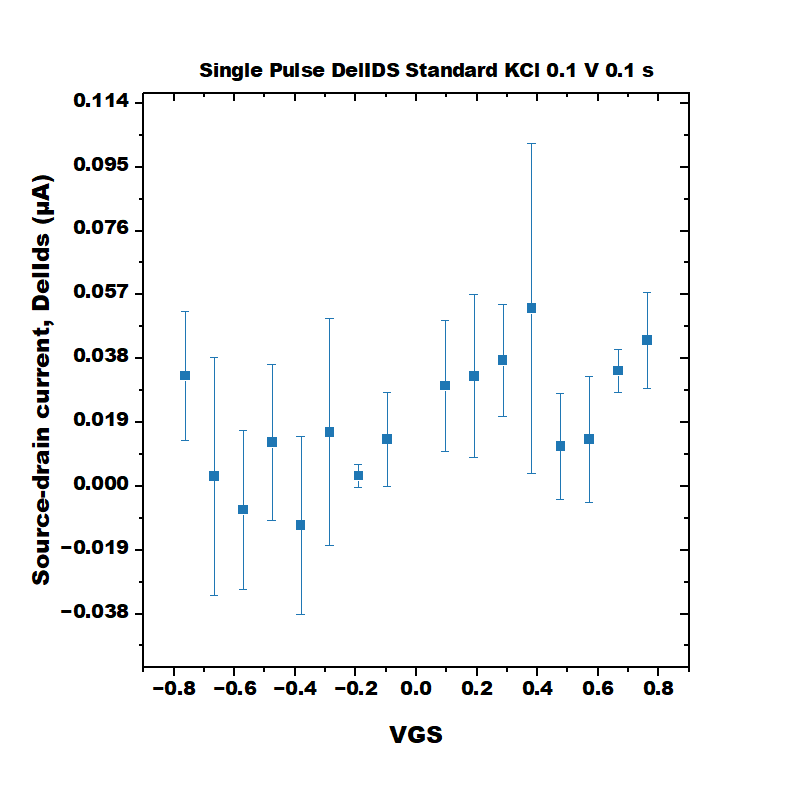 Single Pulse DelIDS Standard KCl 0.1 V 0.1 s
Source-drain current, DelIds (µA)
0.114
0.095
0.076
0.057
0.038
0.019
0.000
−0.019
−0.038
−0.8 −0.6 −0.4 −0.2 0.0 0.2 0.4 0.6 0.8
VGS